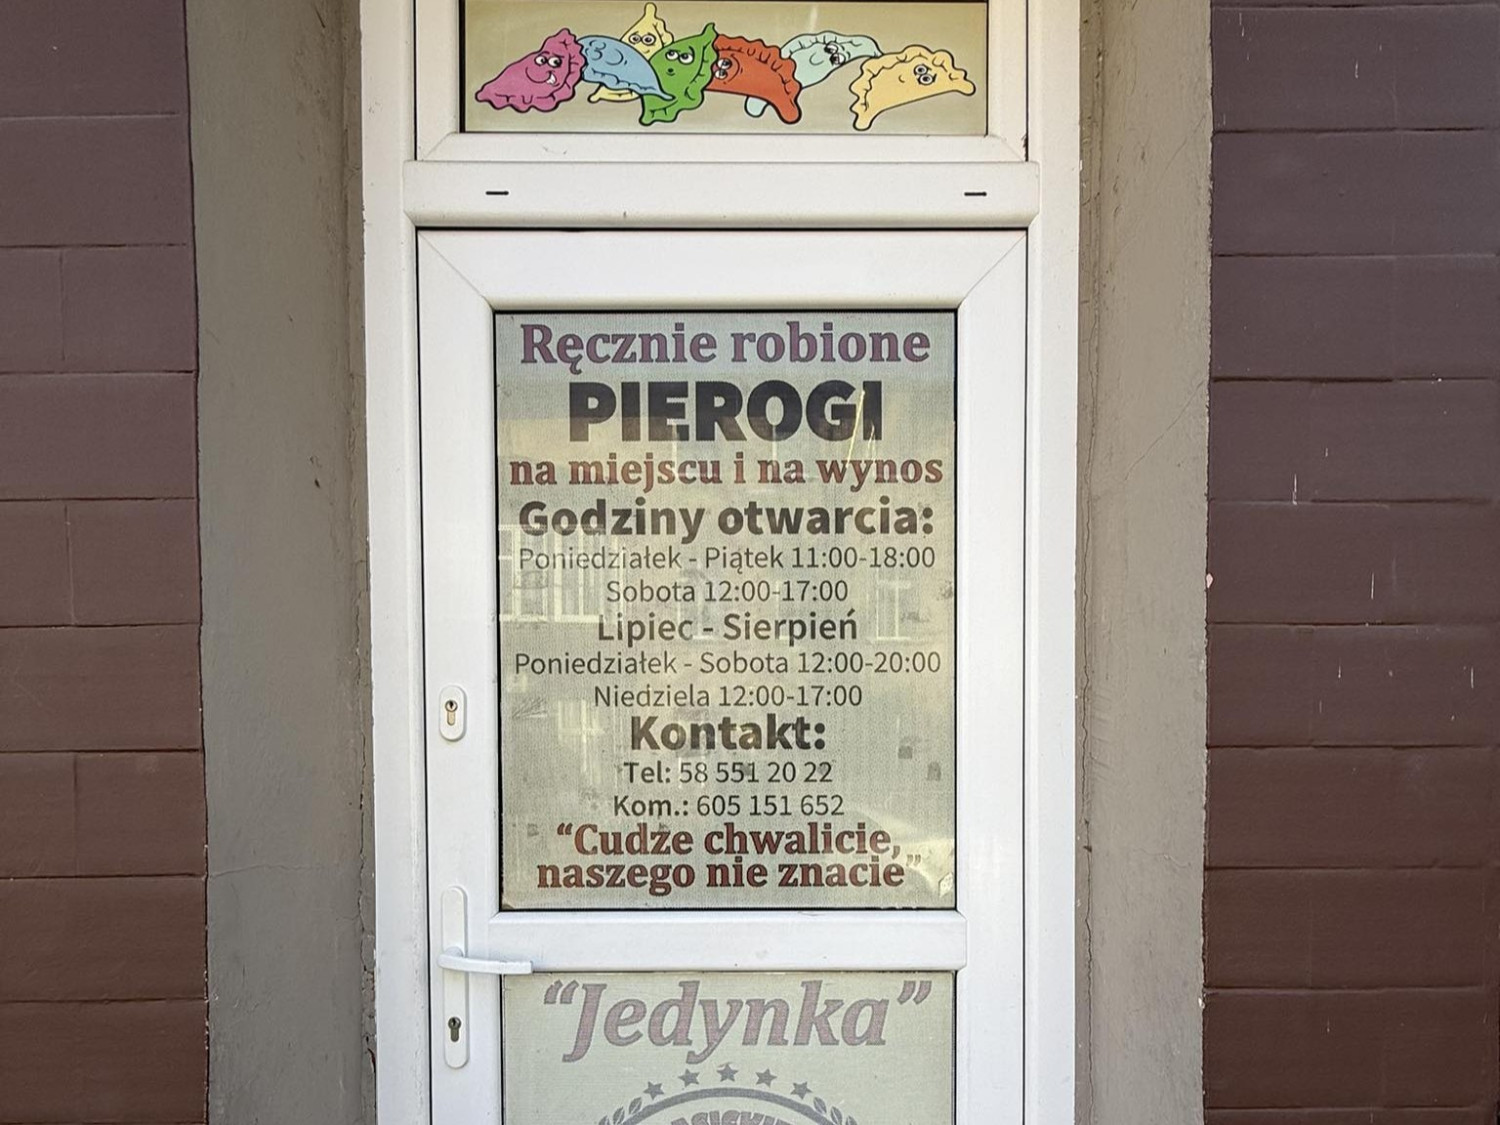 Ręcznie robione
PIEROGI
na miejscu i na wynos
Godziny otwarcia:
Poniedziałek - Piątek 11:00-18:00
Sobota 12:00-17:00
Lipiec - Sierpień
Poniedziałek - Sobota 12:00-20:00
Niedziela 12:00-17:00
Kontakt:
Tel: 58 551 20 22
Kom.: 605 151 652
“Cudze chwalicie,
naszego nie znacie”
“Jedynka”